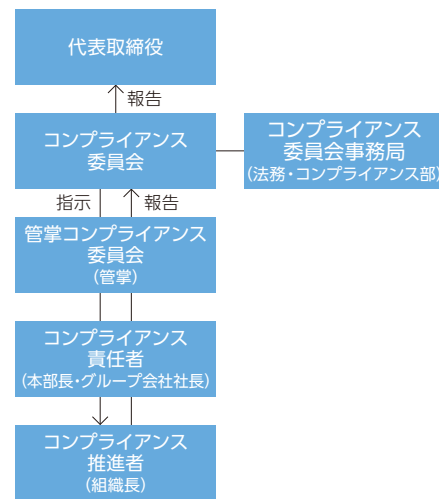 代表取締役
報告
コンプライアンス
委員会
コンプライアンス
委員会事務局
(法務・コンプライアンス部)
指示
報告
管掌コンプライアンス
委員会
(管掌)
コンプライアンス
責任者
(本部長・グループ会社社長)
コンプライアンス
推進者
(組織長)